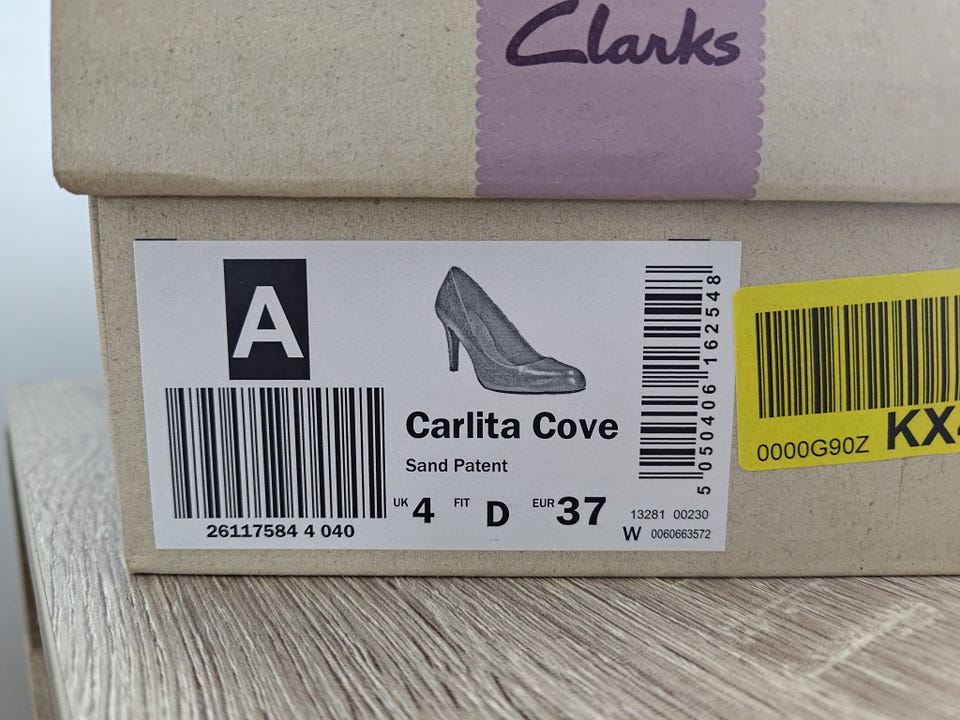 Clarks
A
26117584 4 040
Carlita Cove
Sand Patent
UK 4 FIT D EUR 37
5 050406 162548
13281 00230
W 0060663572
0000G90Z